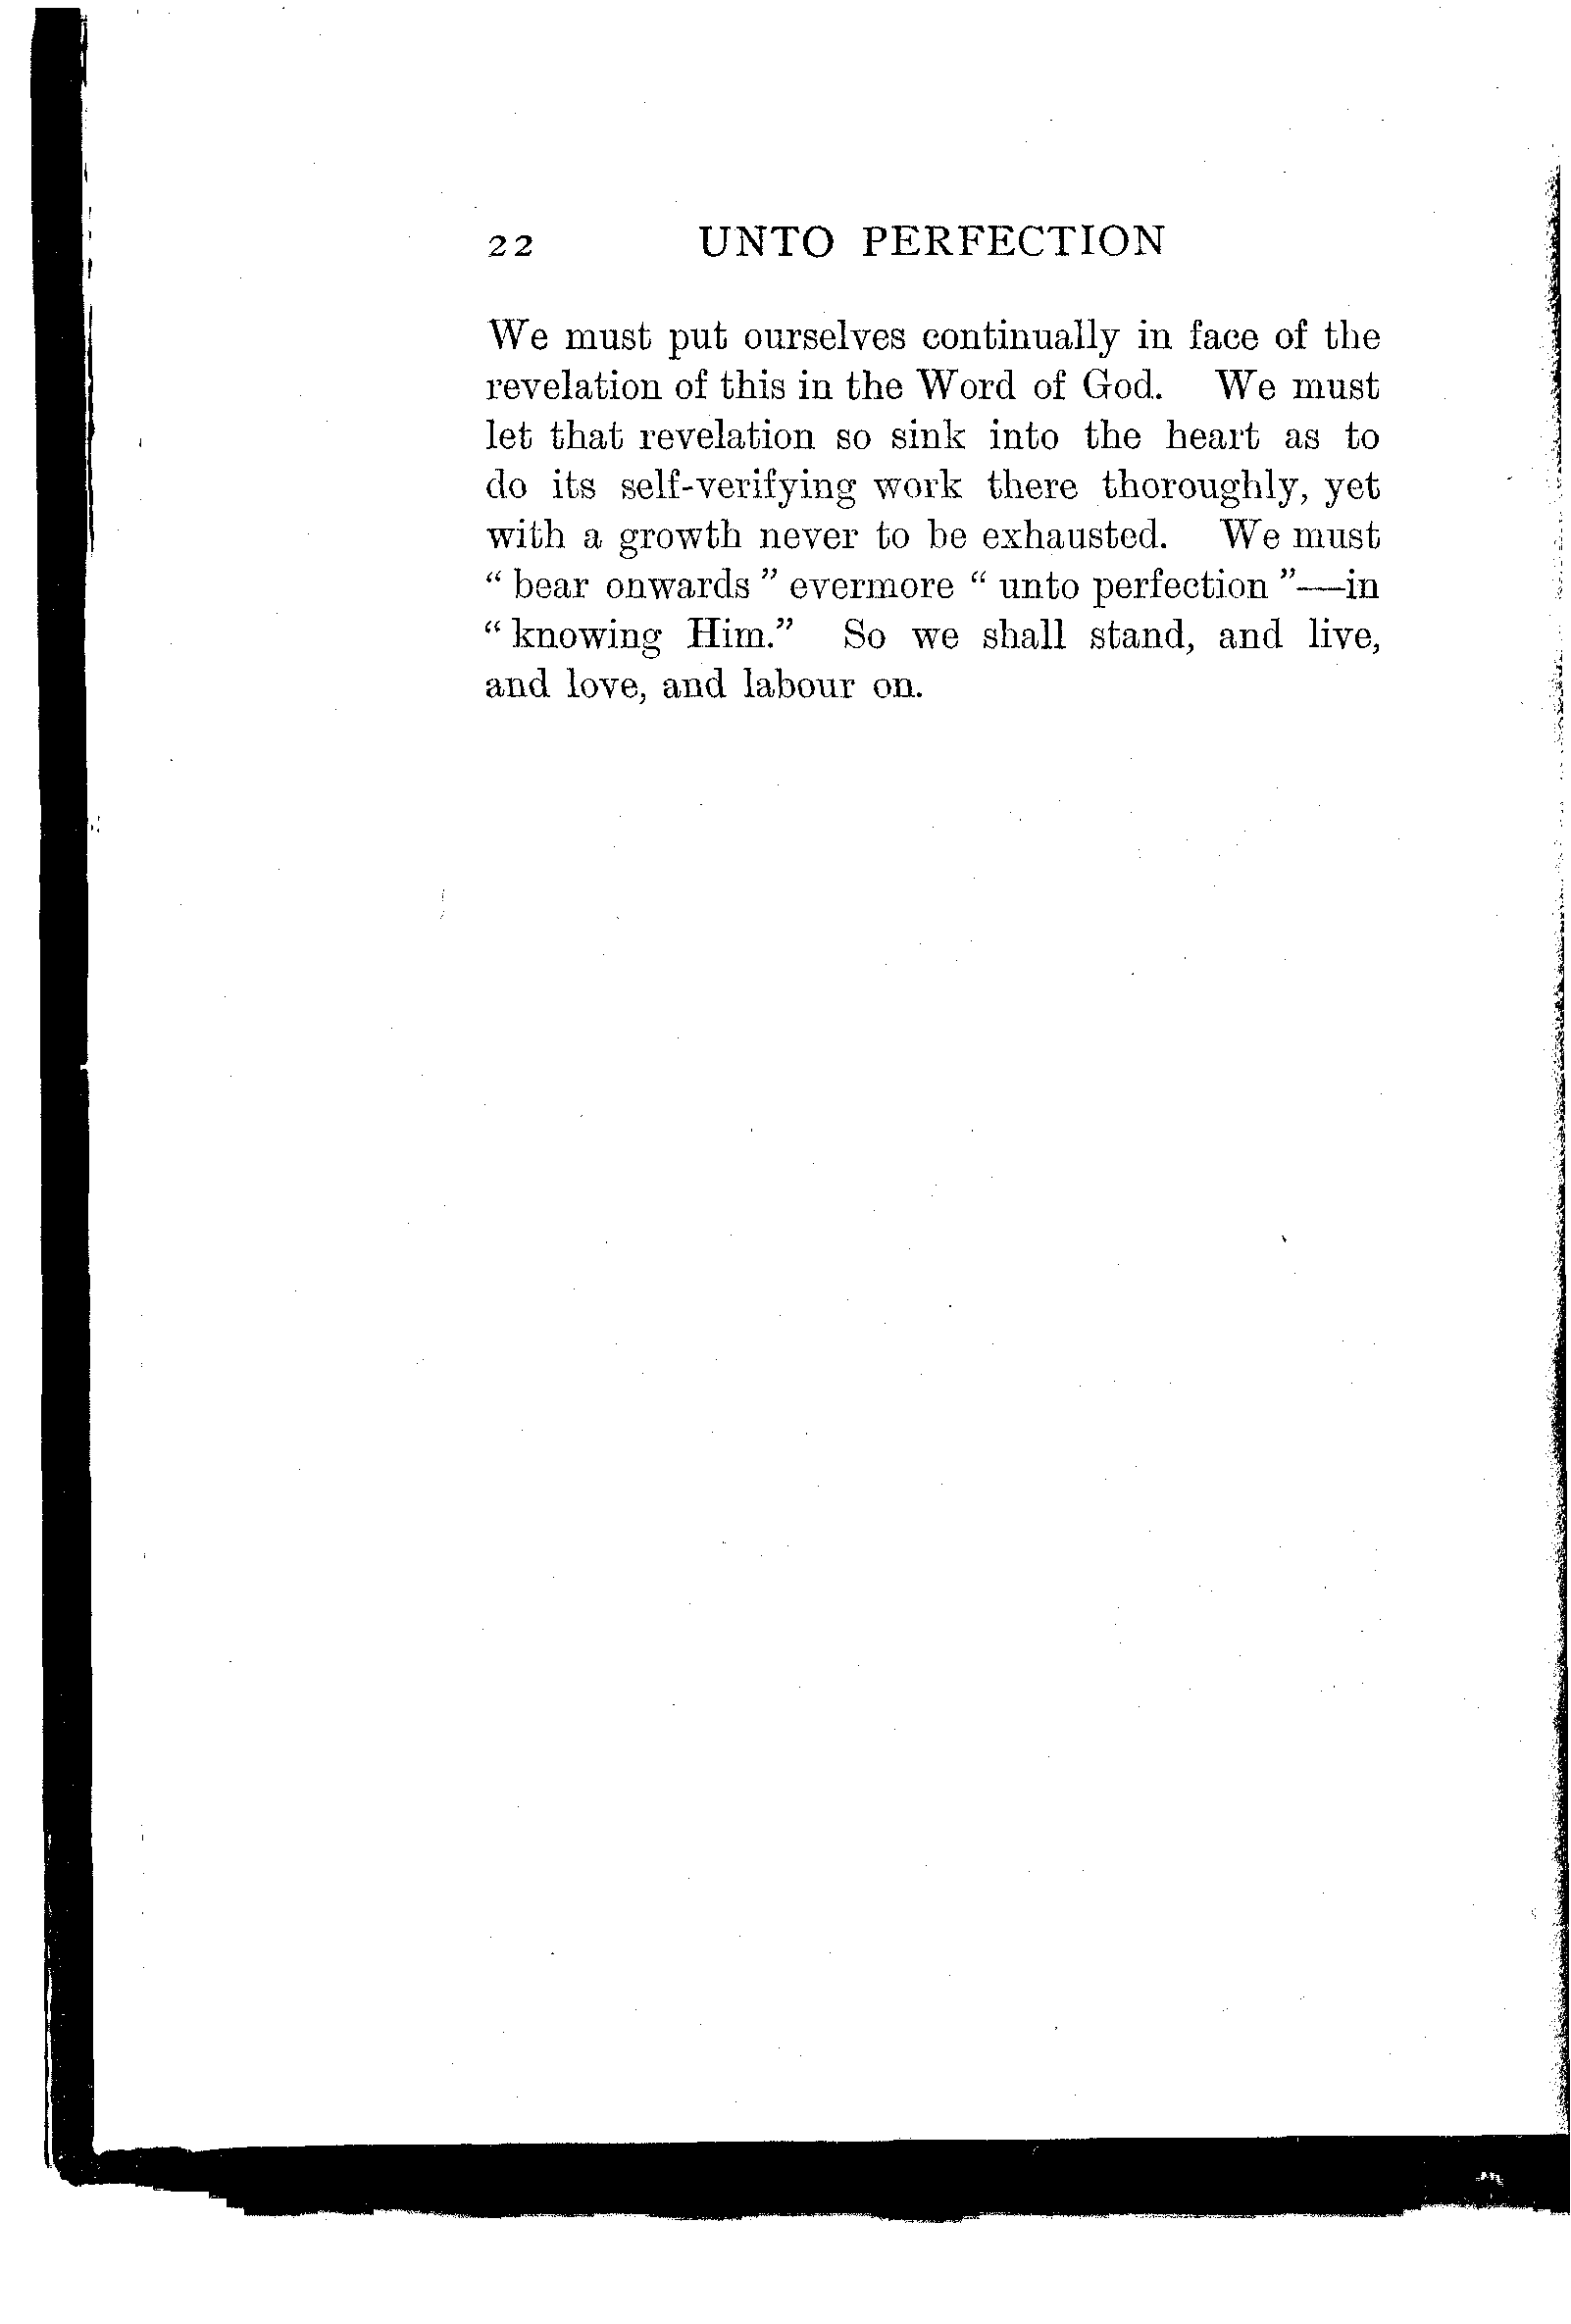 22 UNTO PERFECTION
We must put ourselves continually in face of the
revelation of this in the Word of God. We must
let that revelation so sink into the heart as to
do its self-verifying work there thoroughly, yet
with a growth never to be exhausted. We must
“ bear onwards ” evermore “ unto perfection ”—in
“ knowing Him.” So we shall stand, and live,
and love, and labour on.